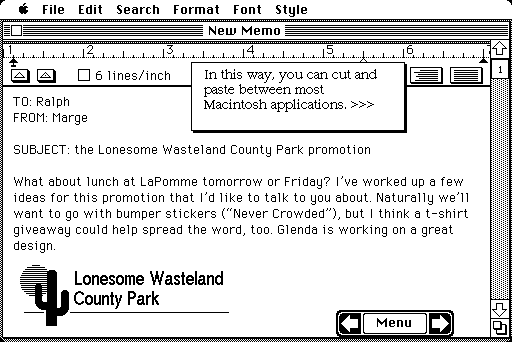 File Edit Search Format Font Style
New Memo
1 2 3 4 5 6
6 lines/inch
In this way, you can cut and
paste between most
Macintosh applications. >>>
1
TO: Ralph
FROM: Marge
SUBJECT: the Lonesome Wasteland County Park promotion
What about lunch at LaPomme tomorrow or Friday? I've worked up a few
ideas for this promotion that I'd like to talk to you about. Naturally we'll
want to go with bumper stickers ("Never Crowded"), but I think a t-shirt
giveaway could help spread the word, too. Glenda is working on a great
design.
Lonesome Wasteland
County Park
Menu